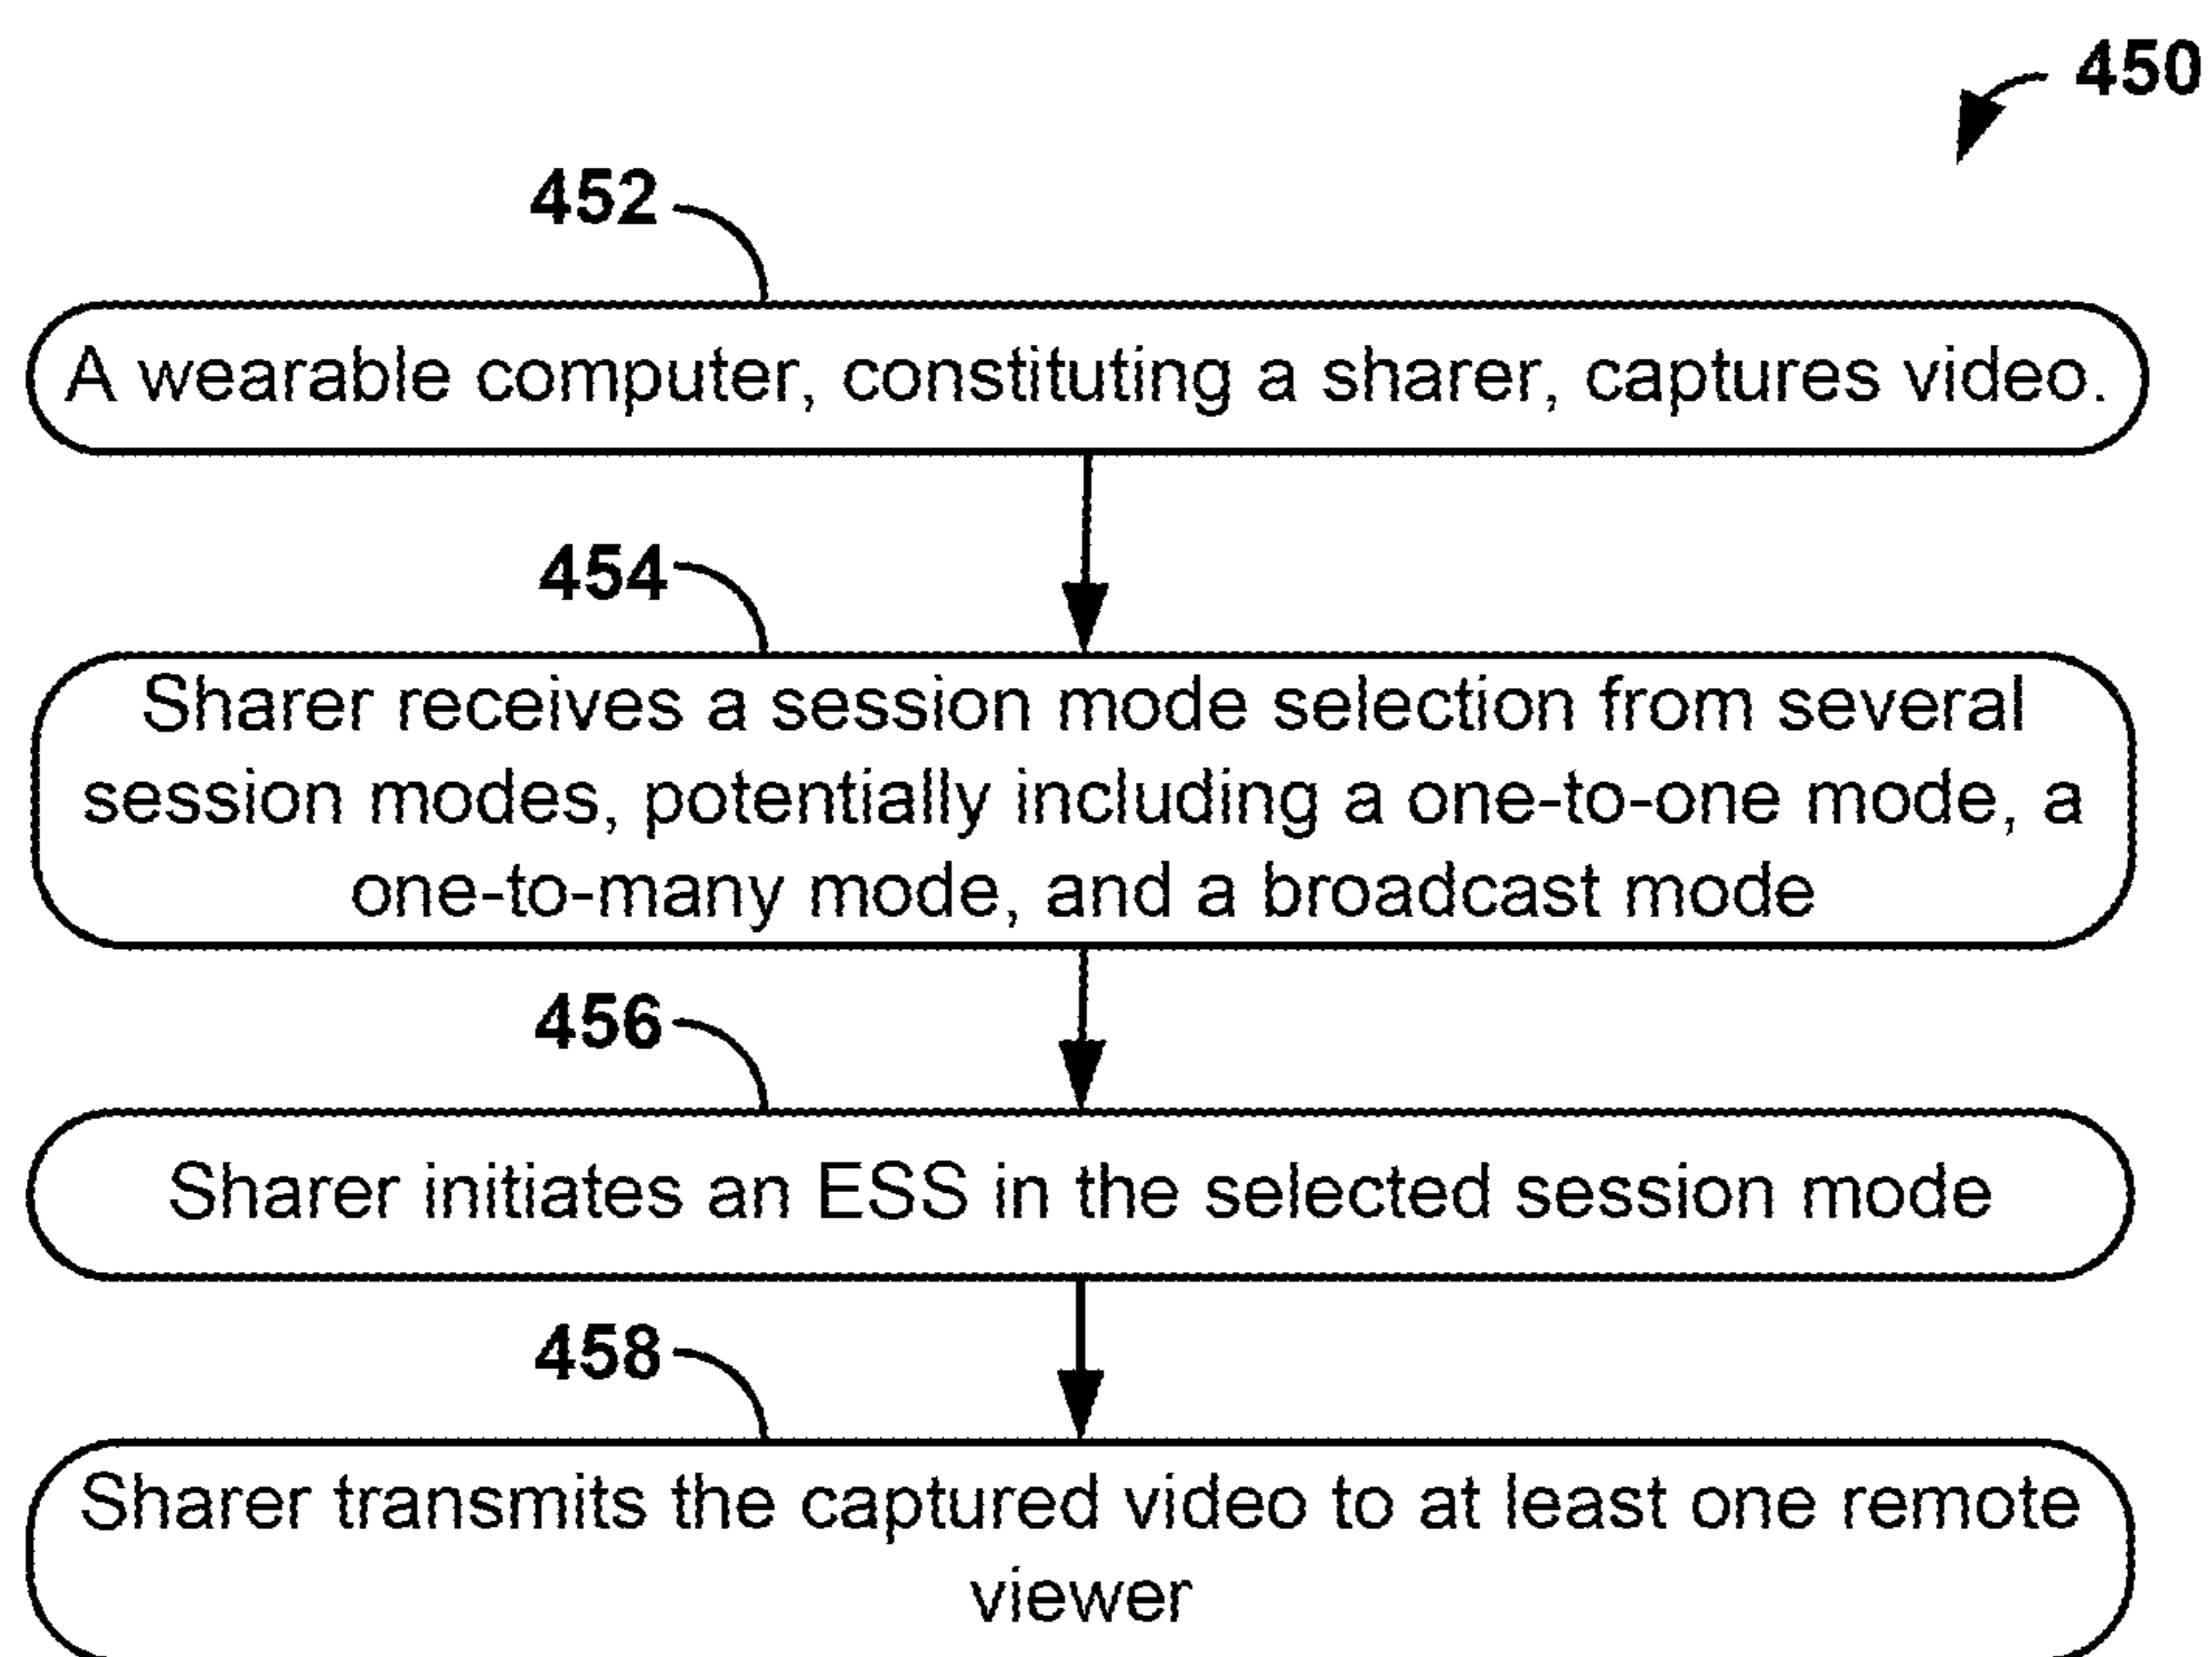 450
452
A wearable computer, constituting a sharer, captures video.
454
Sharer receives a session mode selection from several
session modes, potentially including a one-to-one mode, a
one-to-many mode, and a broadcast mode
456
Sharer initiates an ESS in the selected session mode
458
Sharer transmits the captured video to at least one remote
viewer